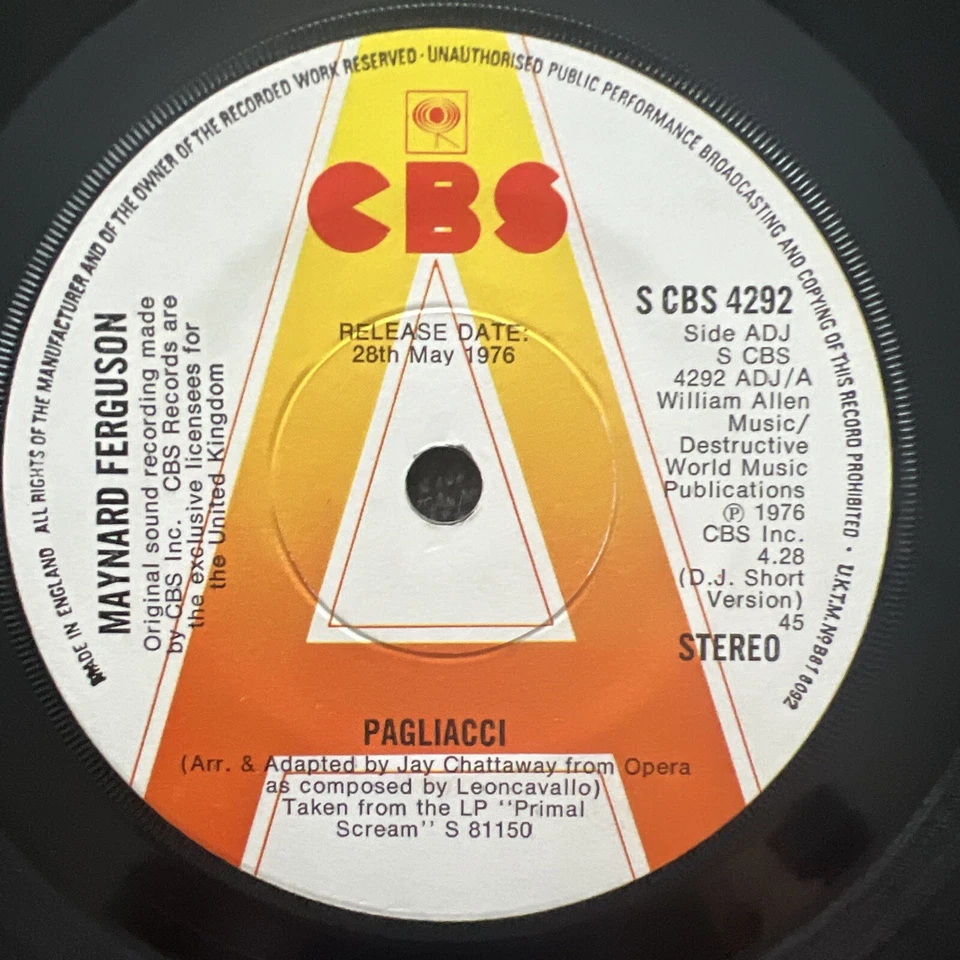 MADE IN ENGLAND ALL RIGHTS OF THE MANUFACTURER AND OF THE OWNER OF THE RECORDED WORK RESERVED · UNAUTHORISED PUBLIC PERFORMANCE BROADCASTING AND COPYING OF THIS RECORD PROHIBITED · U.K.T.M. Nº B818092
CBS
MAYNARD FERGUSON
Original sound recording made
by CBS Inc. CBS Records are
the exclusive licensees for
the United Kingdom
RELEASE DATE:
28th May 1976
S CBS 4292
Side ADJ
S CBS
4292 ADJ/A
William Allen
Music/
Destructive
World Music
Publications
℗ 1976
CBS Inc.
4.28
(D.J. Short
Version)
45
STEREO
PAGLIACCI
(Arr. & Adapted by Jay Chattaway from Opera
as composed by Leoncavallo)
Taken from the LP "Primal
Scream" S 81150